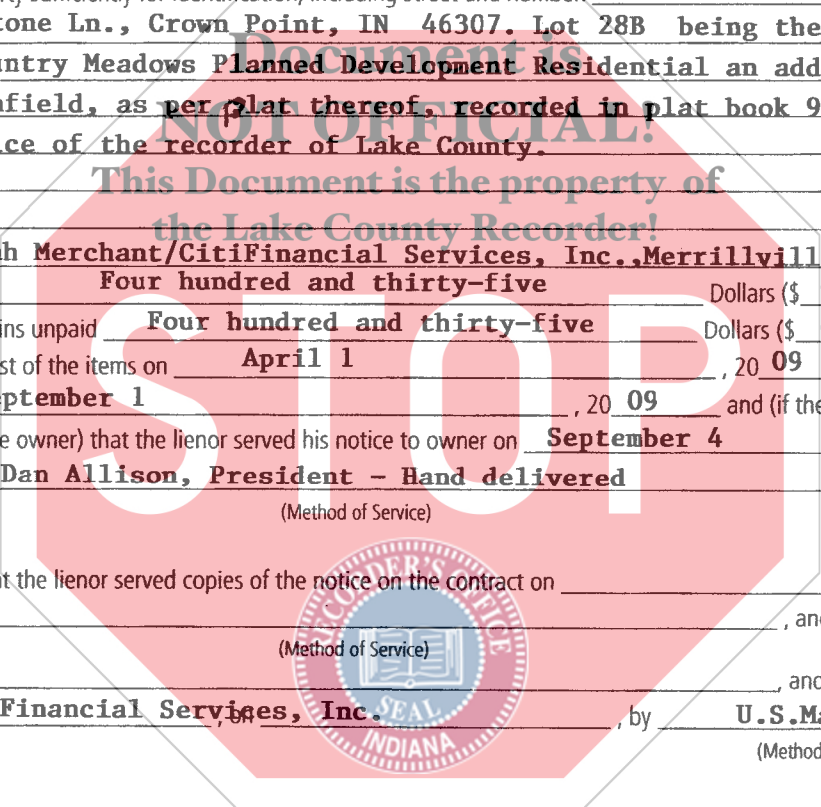 tone Ln., Crown Point, IN 46307. Lot 28B being the
untry Meadows Planned Development Residential an add
nfield, as per plat thereof, recorded in plat book 9
ice of the recorder of Lake County.
Document is
NOT OFFICIAL!
This Document is the property of
the Lake County Recorder!
h Merchant/CitiFinancial Services, Inc.,Merrillvill
Four hundred and thirty-five Dollars ($
ins unpaid Four hundred and thirty-five Dollars ($
st of the items on April 1 , 20 09
ptember 1 , 20 09 and (if the
e owner) that the lienor served his notice to owner on September 4
Dan Allison, President - Hand delivered
(Method of Service)
STOP
t the lienor served copies of the notice on the contract on
, an
(Method of Service)
, and
Financial Services, Inc. , on , by U.S.Ma
(Method
RECORDER'S OFFICE
SEAL
INDIANA